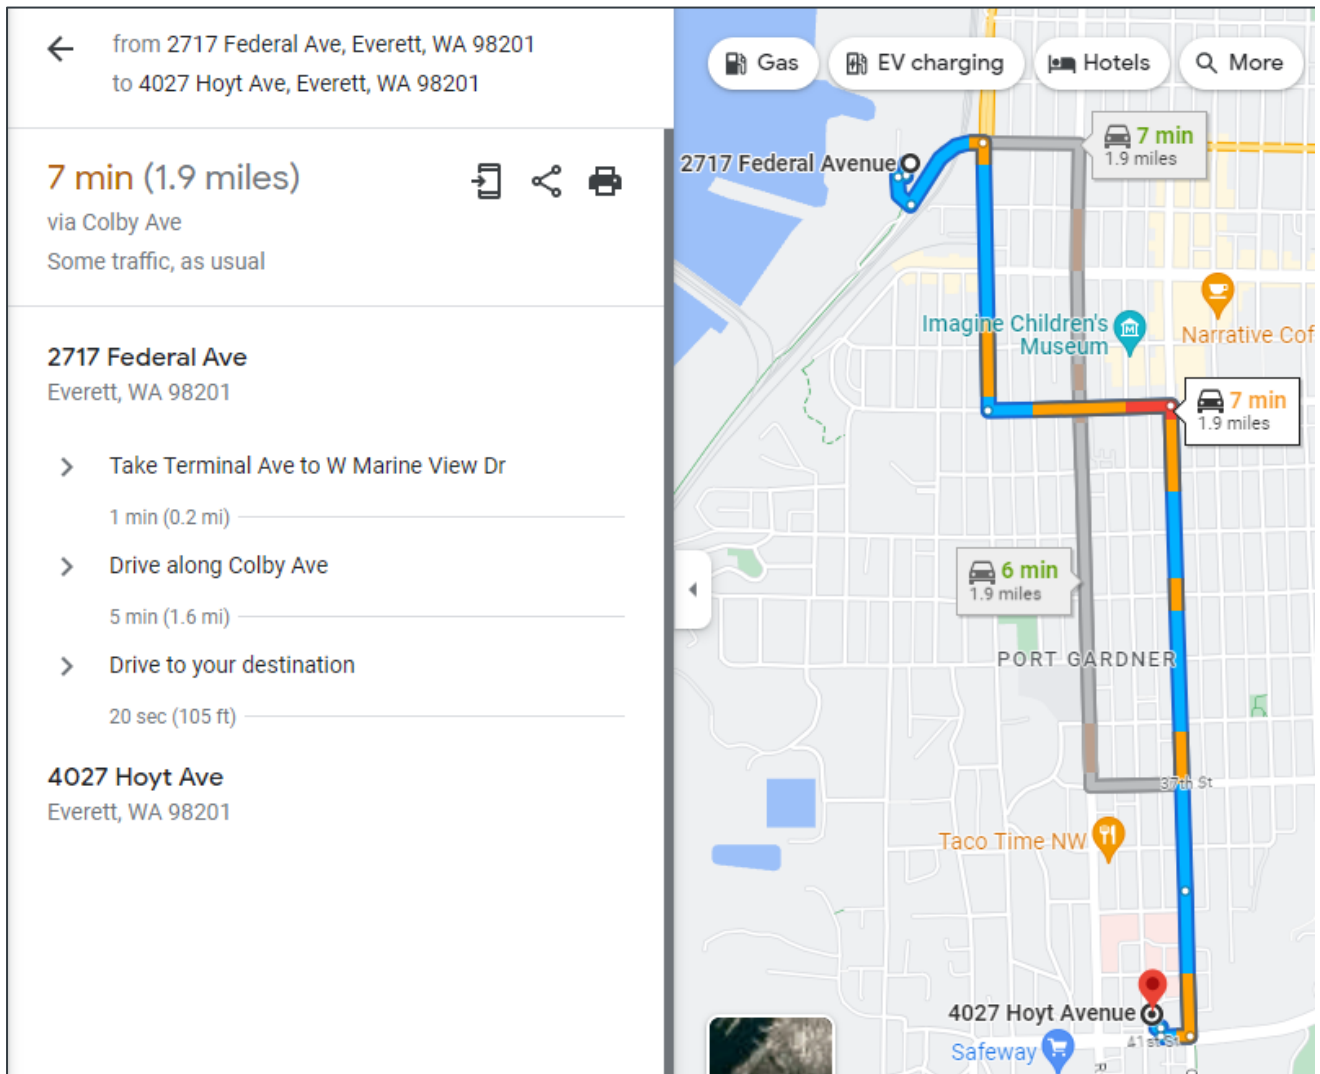 from 2717 Federal Ave, Everett, WA 98201
to 4027 Hoyt Ave, Everett, WA 98201
7 min (1.9 miles)
via Colby Ave
Some traffic, as usual
2717 Federal Ave
Everett, WA 98201
Take Terminal Ave to W Marine View Dr
1 min (0.2 mi)
Drive along Colby Ave
5 min (1.6 mi)
Drive to your destination
20 sec (105 ft)
4027 Hoyt Ave
Everett, WA 98201
Gas
EV charging
Hotels
More
7 min
1.9 miles
2717 Federal Avenue
Imagine Children's
Museum
Narrative Cof
7 min
1.9 miles
6 min
1.9 miles
PORT GARDNER
37th St
Taco Time NW
4027 Hoyt Avenue
41st St
Safeway